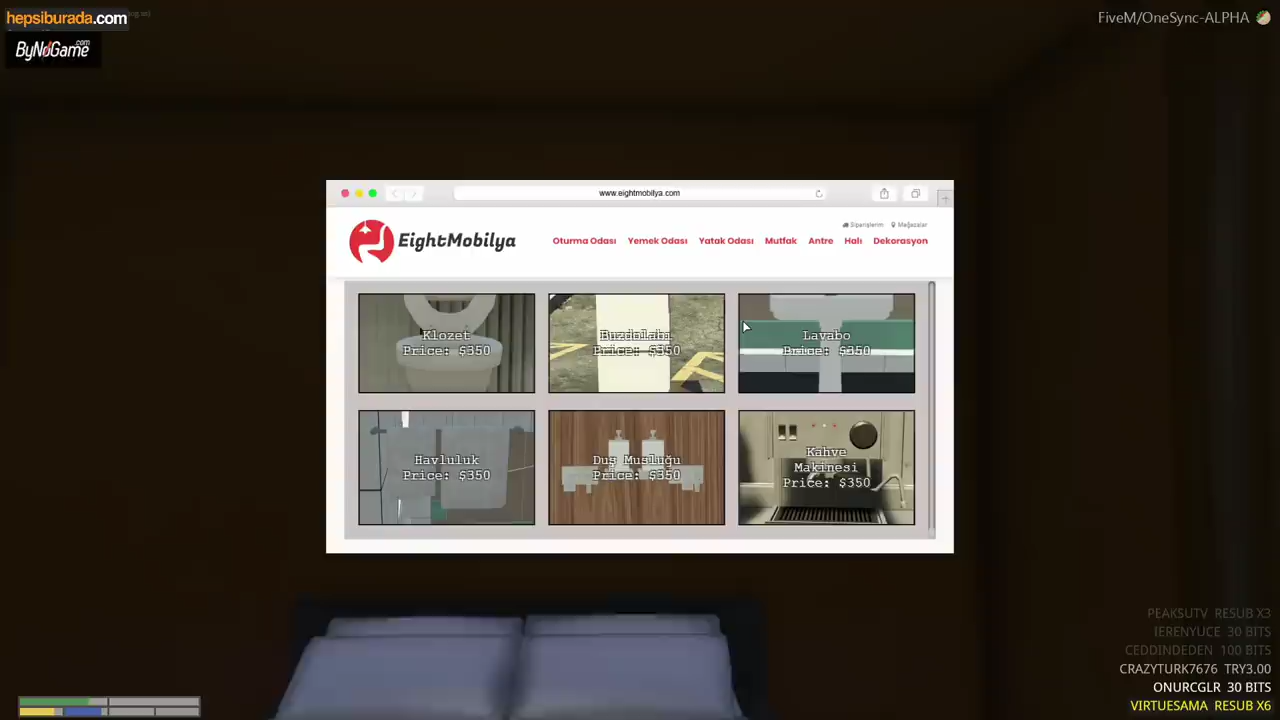 hepsiburada.com
ByNoGame.com
FiveM/OneSync-ALPHA
www.eightmobilya.com
EightMobilya
Siparişlerim Mağazalar
Oturma Odası Yemek Odası Yatak Odası Mutfak Antre Halı Dekorasyon
Klozet
Price: $350
Buzdolabı
Price: $350
Lavabo
Price: $350
Havluluk
Price: $350
Duş Musluğu
Price: $350
Kahve
Makinesi
Price: $350
PEAKSUTV RESUB X3
IERENYUCE 30 BITS
CEDDINDEDEN 100 BITS
CRAZYTURK7676 TRY3.00
ONURCGLR 30 BITS
VIRTUESAMA RESUB X6